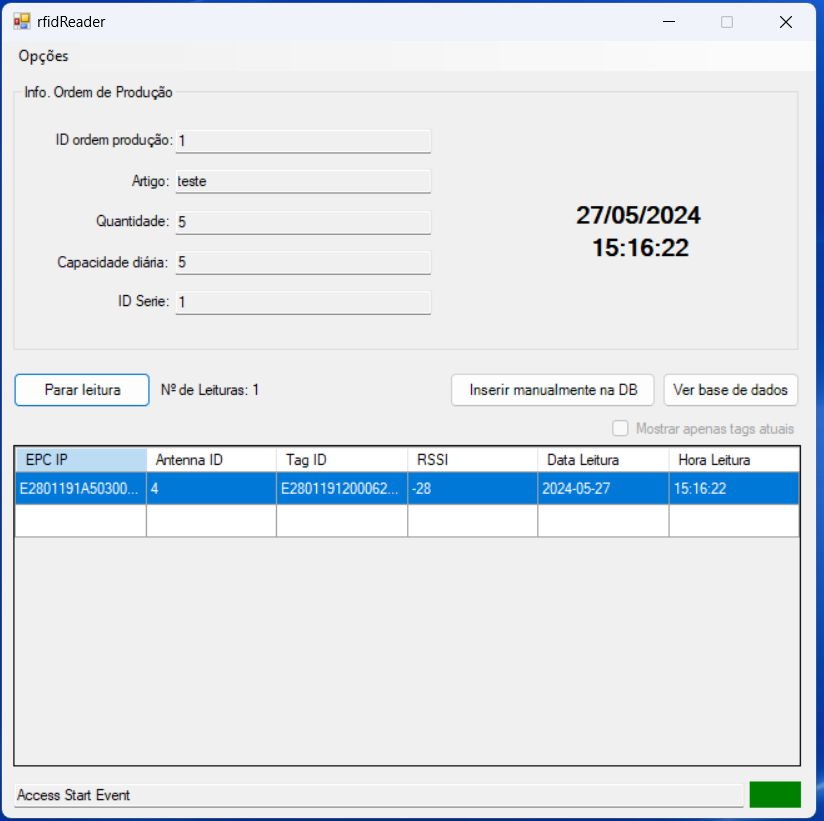 rfidReader
Opções
Info. Ordem de Produção
ID ordem produção: 1
Artigo: teste
Quantidade: 5
Capacidade diária: 5
ID Serie: 1
27/05/2024
15:16:22
Parar leitura Nº de Leituras: 1 Inserir manualmente na DB Ver base de dados
Mostrar apenas tags atuais
EPC IP Antenna ID Tag ID RSSI Data Leitura Hora Leitura
E2801191A50300... 4 E2801191200062... -28 2024-05-27 15:16:22
Access Start Event